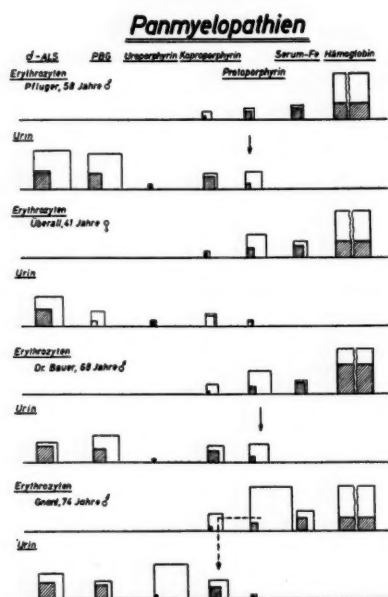 Panmyelopathien
δ-ALS PBG Uroporphyrin Koproporphyrin Serum-Fe Hämoglobin
Protoporphyrin
Erythrozyten
Pfluger, 58 Jahre ♂
Urin
Erythrozyten
Überall, 41 Jahre ♀
Urin
Erythrozyten
Dr. Bauer, 68 Jahre ♂
Urin
Erythrozyten
Gnant, 74 Jahre ♂
Urin